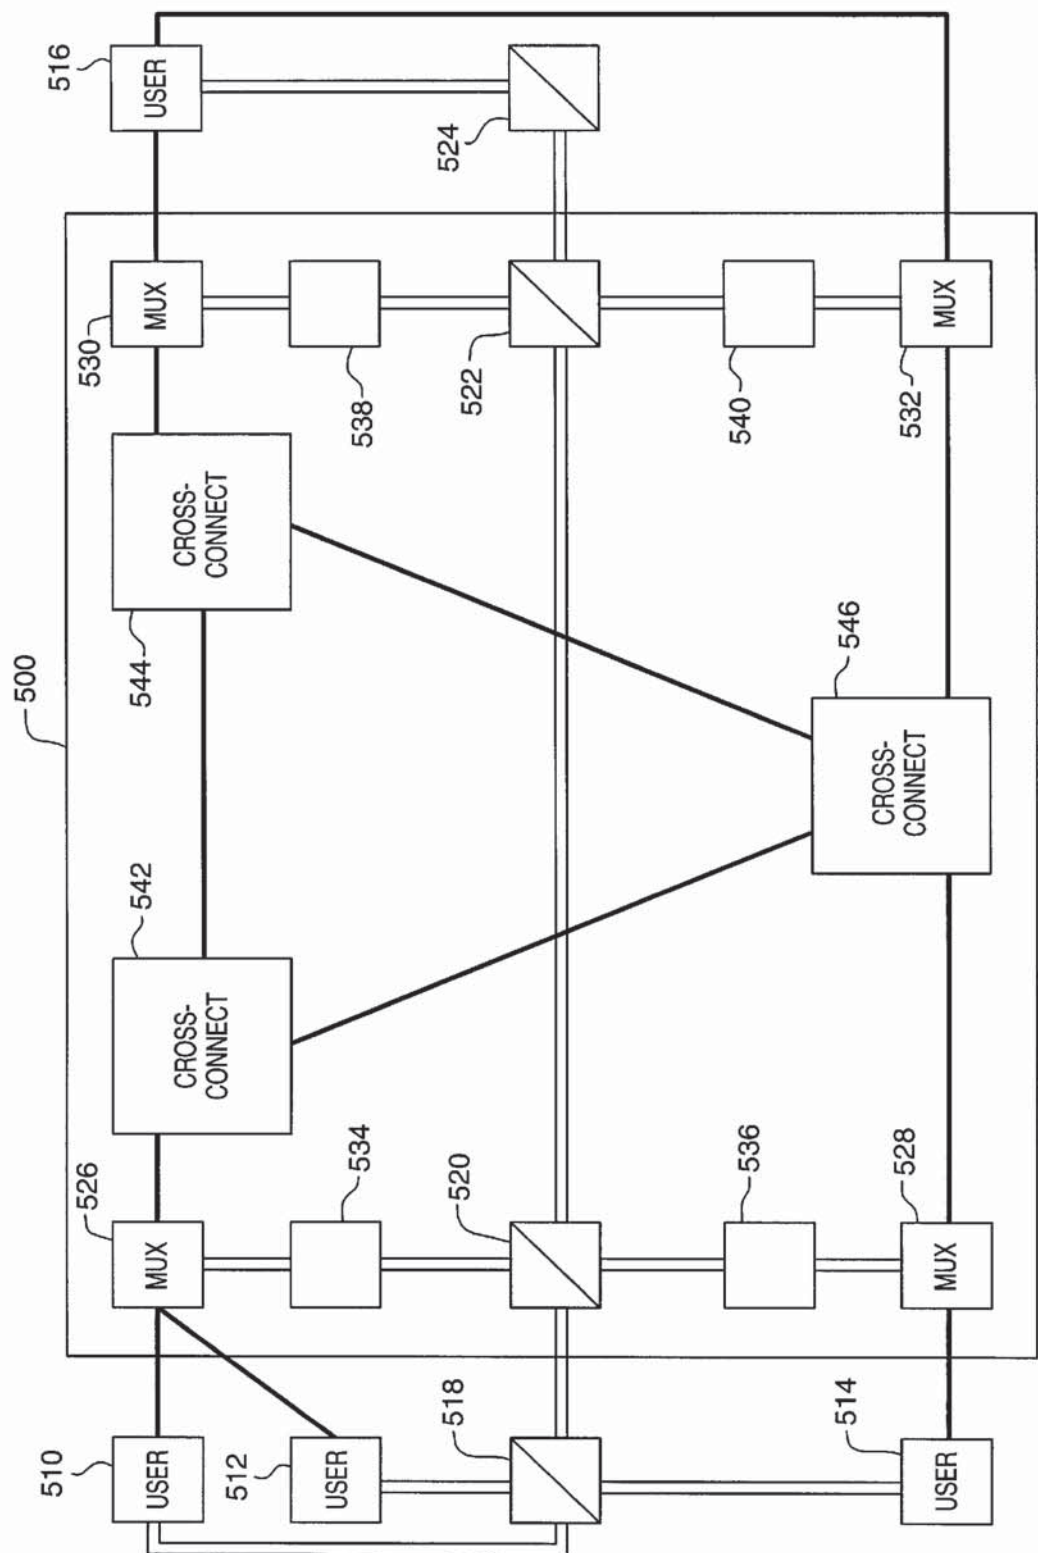 500
510
526
542
544
530
516
USER
MUX
CROSS-
CONNECT
CROSS-
CONNECT
MUX
USER
512
534
538
USER
518
520
522
524
536
540
514
528
546
532
USER
MUX
CROSS-
CONNECT
MUX